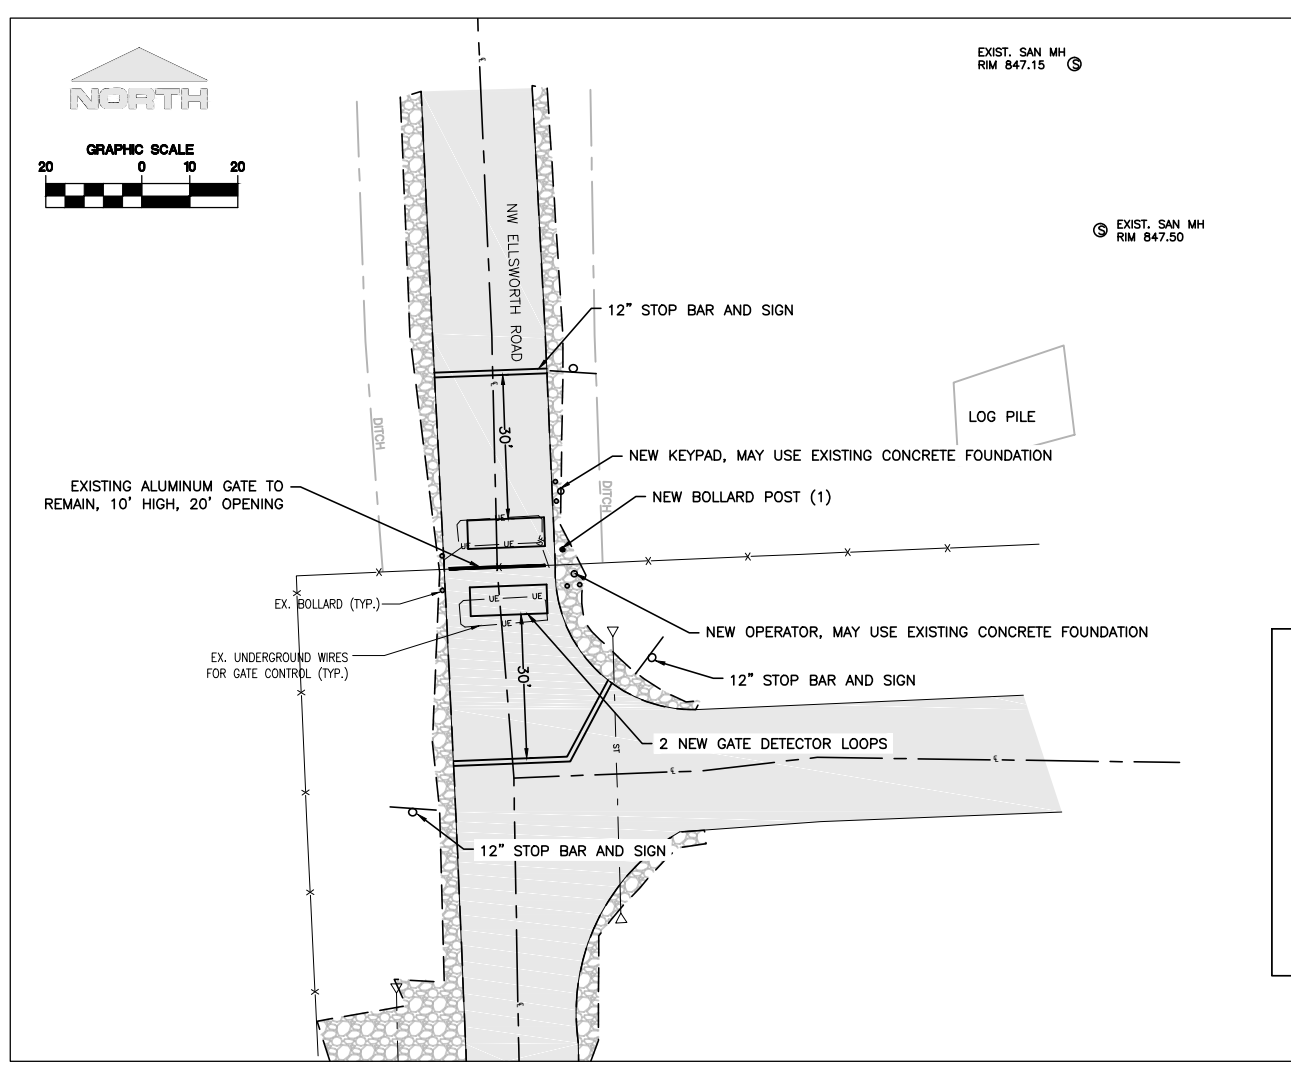 NORTH
GRAPHIC SCALE
20 0 10 20
EXIST. SAN MH
RIM 847.15
S
S
EXIST. SAN MH
RIM 847.50
NW ELLSWORTH ROAD
12" STOP BAR AND SIGN
LOG PILE
DITCH
30'
NEW KEYPAD, MAY USE EXISTING CONCRETE FOUNDATION
EXISTING ALUMINUM GATE TO
REMAIN, 10' HIGH, 20' OPENING
DITCH
NEW BOLLARD POST (1)
UE
UE UE
X X X X X X
X
EX. BOLLARD (TYP.)
UE UE
UE
NEW OPERATOR, MAY USE EXISTING CONCRETE FOUNDATION
EX. UNDERGROUND WIRES
FOR GATE CONTROL (TYP.)
30'
12" STOP BAR AND SIGN
X
ST
2 NEW GATE DETECTOR LOOPS
X
12" STOP BAR AND SIGN
X
X